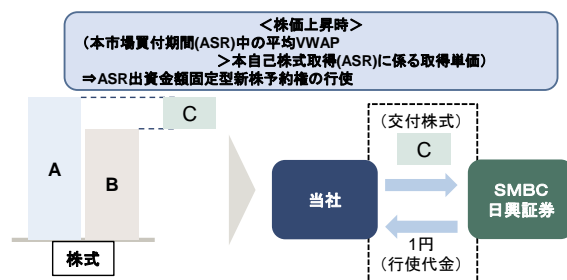 ＜株価上昇時＞
（本市場買付期間(ASR)中の平均VWAP
＞本自己株式取得(ASR)に係る取得単価）
⇒ASR出資金額固定型新株予約権の行使
C
A
B
株式
（交付株式）
C
当社
SMBC
日興証券
1円
（行使代金）